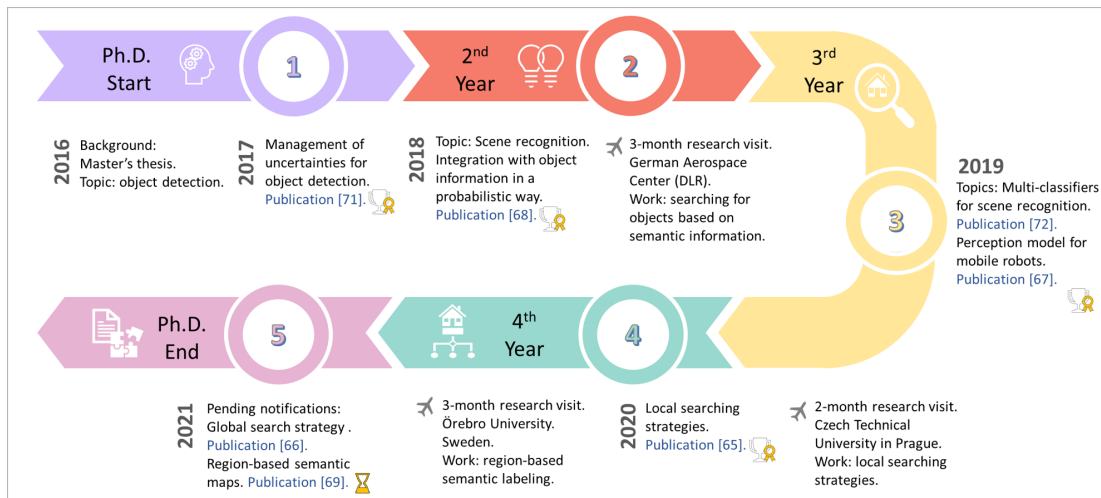 Ph.D.
Start
1
2nd
Year
2
3rd
Year
2016
Background:
Master's thesis.
Topic: object detection.
2017
Management of
uncertainties for
object detection.
Publication [71].
2018
Topic: Scene recognition.
Integration with object
information in a
probabilistic way.
Publication [68].
3-month research visit.
German Aerospace
Center (DLR).
Work: searching for
objects based on
semantic information.
3
2019
Topics: Multi-classifiers
for scene recognition.
Publication [72].
Perception model for
mobile robots.
Publication [67].
Ph.D.
End
5
4th
Year
4
2021
Pending notifications:
Global search strategy .
Publication [66].
Region-based semantic
maps. Publication [69].
3-month research visit.
Örebro University.
Sweden.
Work: region-based
semantic labeling.
2020
Local searching
strategies.
Publication [65].
2-month research visit.
Czech Technical
University in Prague.
Work: local searching
strategies.